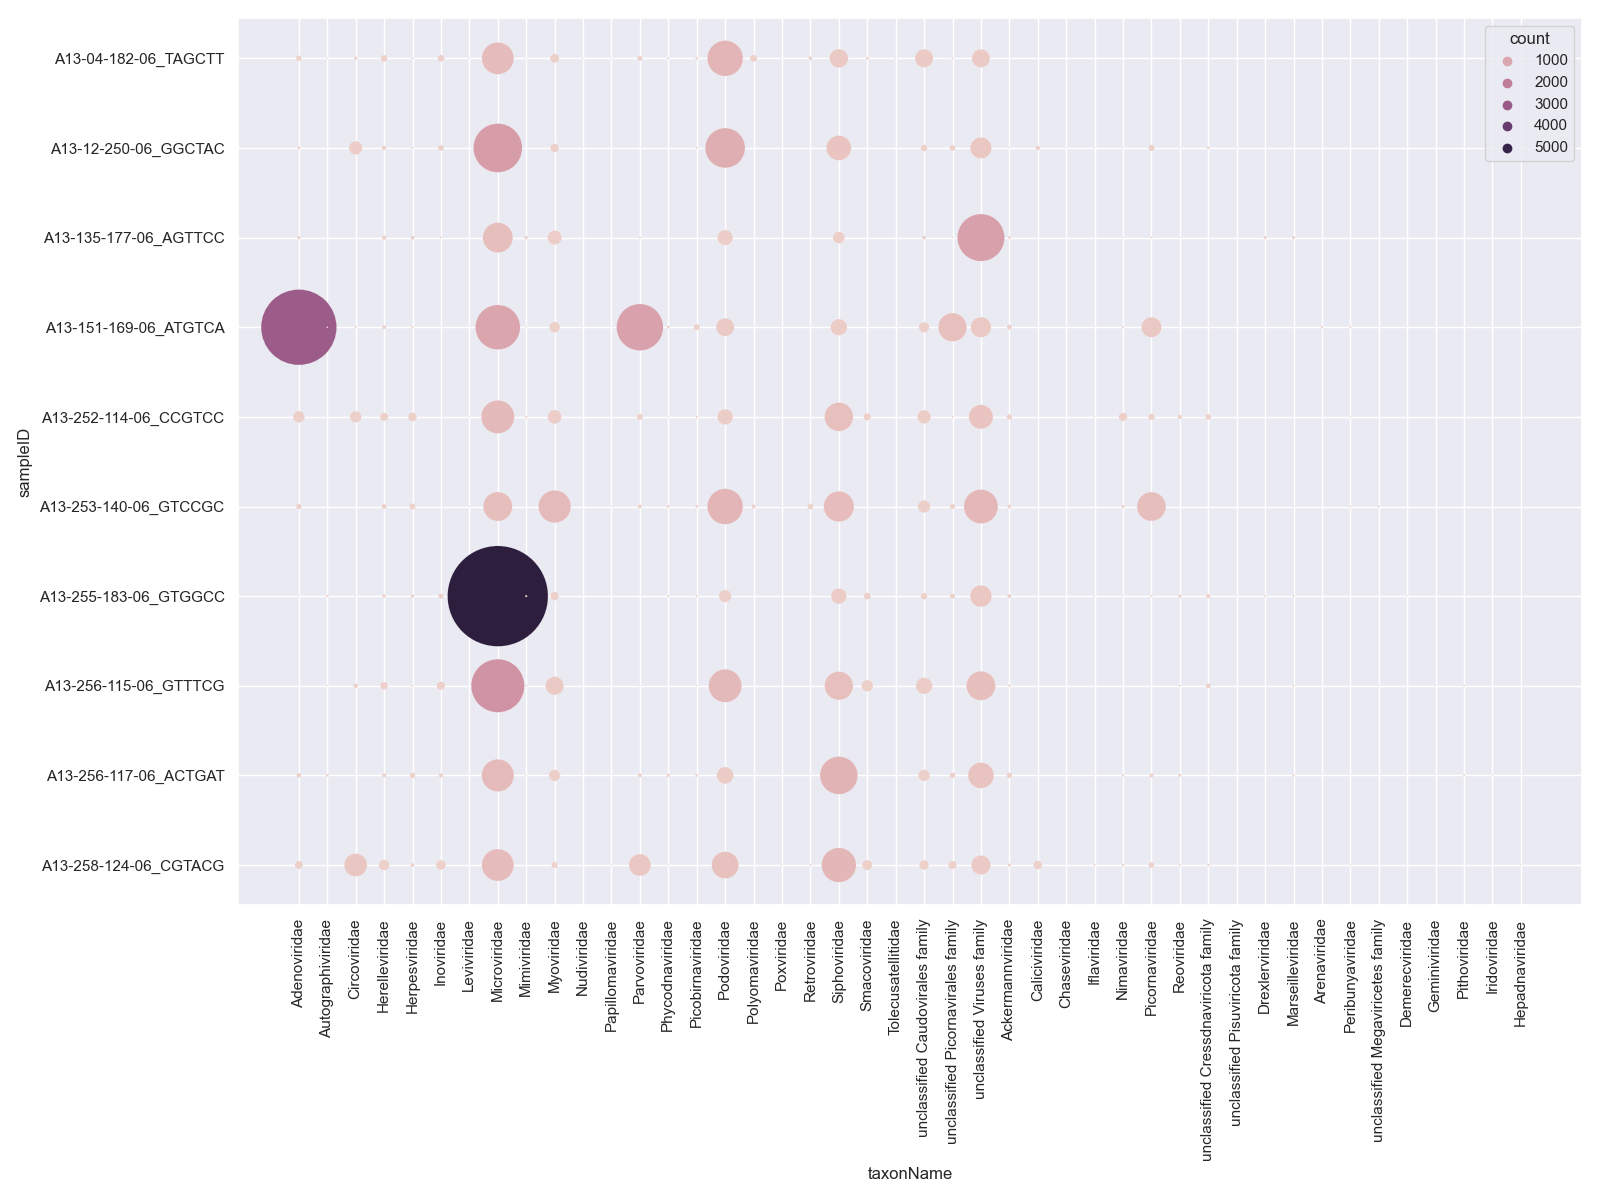 count
1000
2000
3000
4000
5000
sampleID
A13-04-182-06_TAGCTT
A13-12-250-06_GGCTAC
A13-135-177-06_AGTTCC
A13-151-169-06_ATGTCA
A13-252-114-06_CCGTCC
A13-253-140-06_GTCCGC
A13-255-183-06_GTGGCC
A13-256-115-06_GTTTCG
A13-256-117-06_ACTGAT
A13-258-124-06_CGTACG
Adenoviridae
Autographiviridae
Circoviridae
Herelleviridae
Herpesviridae
Inoviridae
Leviviridae
Microviridae
Mimiviridae
Myoviridae
Nudiviridae
Papillomaviridae
Parvoviridae
Phycodnaviridae
Picobirnaviridae
Podoviridae
Polyomaviridae
Poxviridae
Retroviridae
Siphoviridae
Smacoviridae
Tolecusatellitidae
unclassified Caudovirales family
unclassified Picornavirales family
unclassified Viruses family
Ackermannviridae
Caliciviridae
Chaseviridae
Iflaviridae
Nimaviridae
Picornaviridae
Reoviridae
unclassified Cressdnaviricota family
unclassified Pisuviricota family
Drexlerviridae
Marseilleviridae
Arenaviridae
Peribunyaviridae
unclassified Megaviricetes family
Demerecviridae
Geminiviridae
Pithoviridae
Iridoviridae
Hepadnaviridae
taxonName